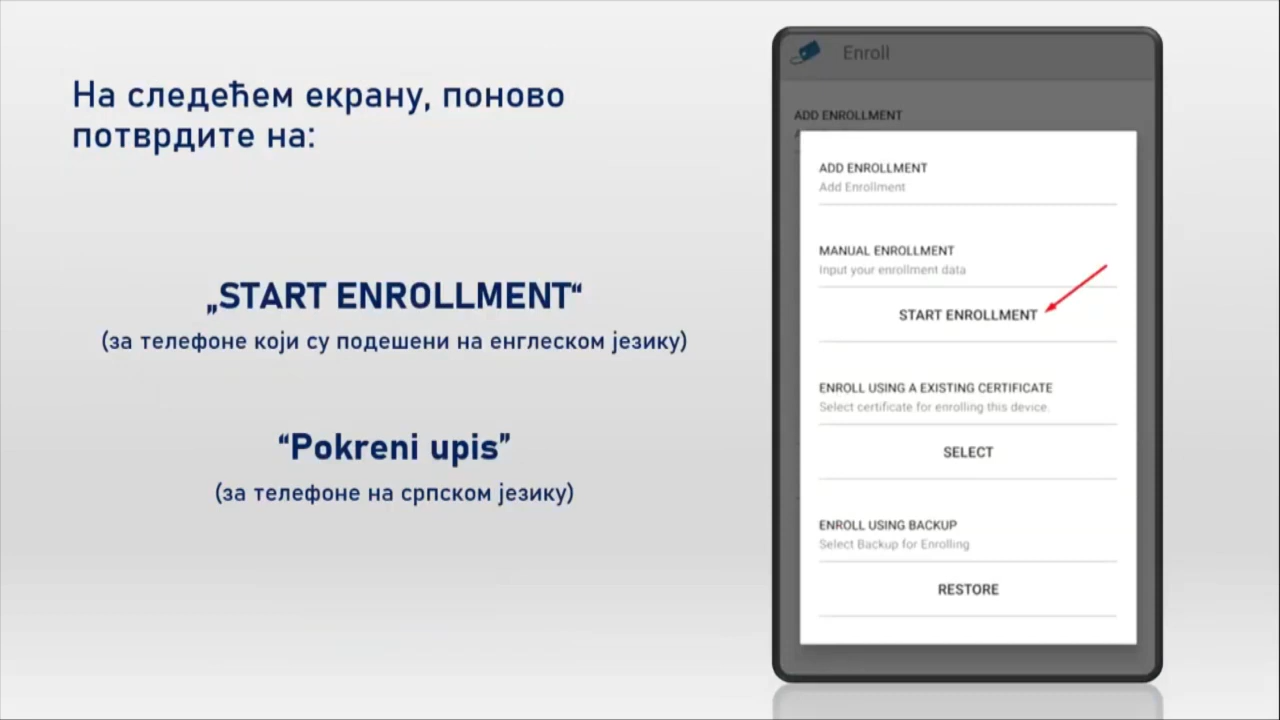 На следећем екрану, поново
потврдите на:
„START ENROLLMENT“
(за телефоне који су подешени на енглеском језику)
“Pokreni upis”
(за телефоне на српском језику)
Enroll
ADD ENROLLMENT
ADD ENROLLMENT
Add Enrollment
MANUAL ENROLLMENT
Input your enrollment data
START ENROLLMENT
ENROLL USING A EXISTING CERTIFICATE
Select certificate for enrolling this device.
SELECT
ENROLL USING BACKUP
Select Backup for Enrolling
RESTORE